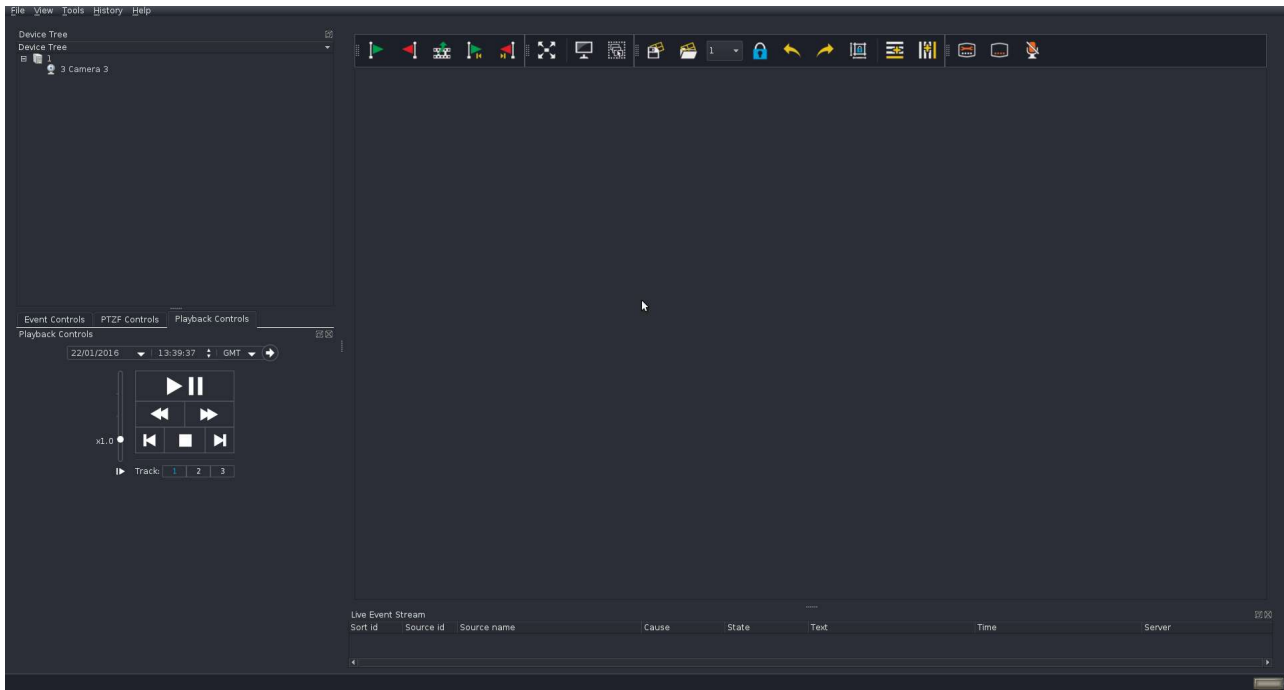 File View Tools History Help
Device Tree
Device Tree
1
3 Camera 3
1
Event Controls PTZF Controls Playback Controls
Playback Controls
22/01/2016 13:39:37 GMT
x1.0
Track: 1 2 3
Live Event Stream
Sort id Source id Source name Cause State Text Time Server